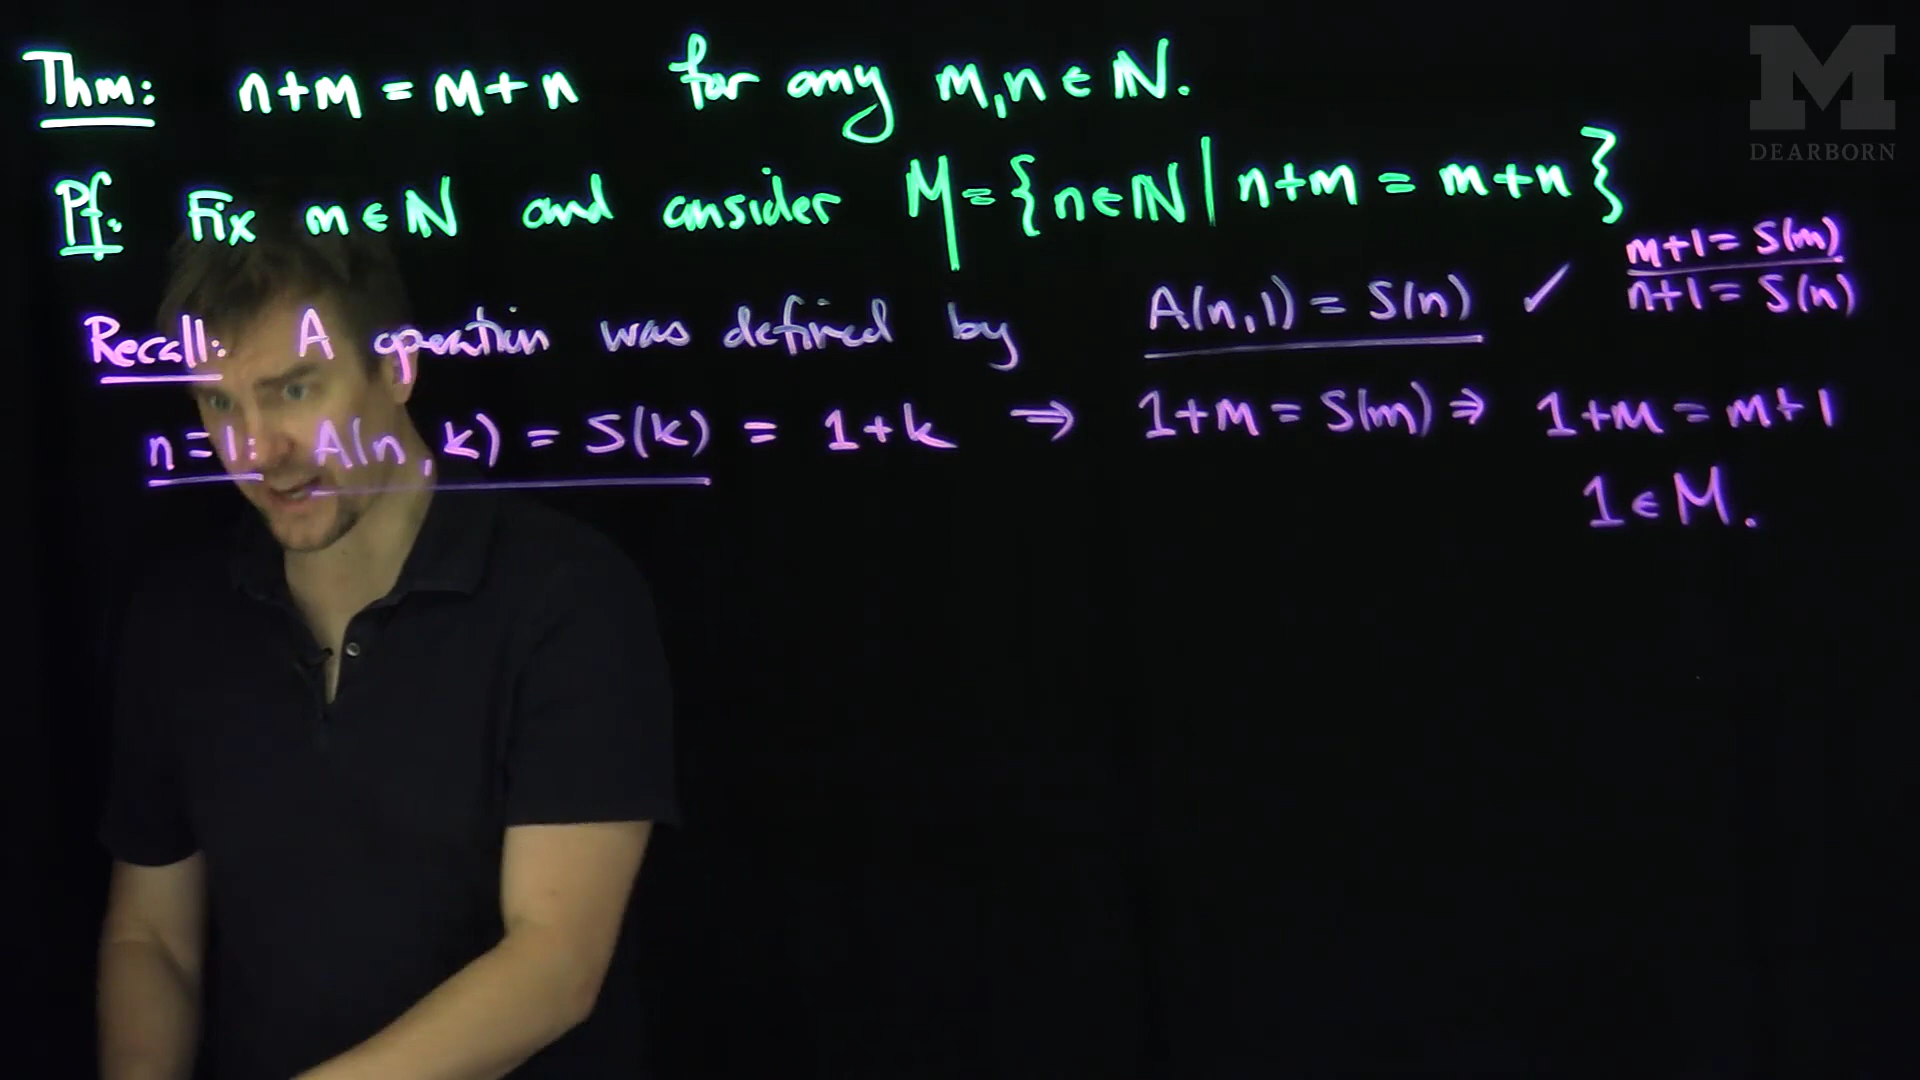 Thm: n+m = m+n for any m,n ∈ ℕ.
Pf: Fix m ∈ ℕ and consider M = {n∈ℕ | n+m = m+n}
m+1 = S(m)
n+1 = S(n)
Recall: A operation was defined by A(n,1) = S(n) ✓
n=1: A(n,k) = S(k) = 1+k ⇒ 1+m = S(m) ⇒ 1+m = m+1
1 ∈ M.
M
DEARBORN